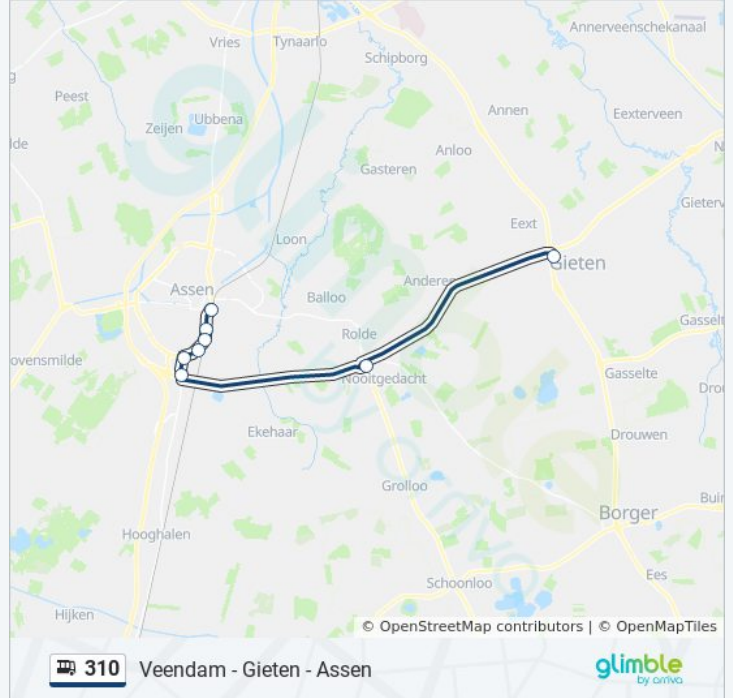 Annerveenschekanaal
Vries
Tynaarlo
Schipborg
Peest
Ubbena
Annen
Eexterveen
Zeijen
lde
Anloo
N
Gasteren
Gieterv
Eext
Loon
Gieten
Anderen
Assen
Balloo
Rolde
Gasselt
ovensmilde
Gasselte
Nooitgedacht
Dro
Ekehaar
Drouwen
Grolloo
Buir
Borger
Hooghalen
Ees
Schoonloo
Hijken
© OpenStreetMap contributors | © OpenMapTiles
310 Veendam - Gieten - Assen
glimble
by arriva